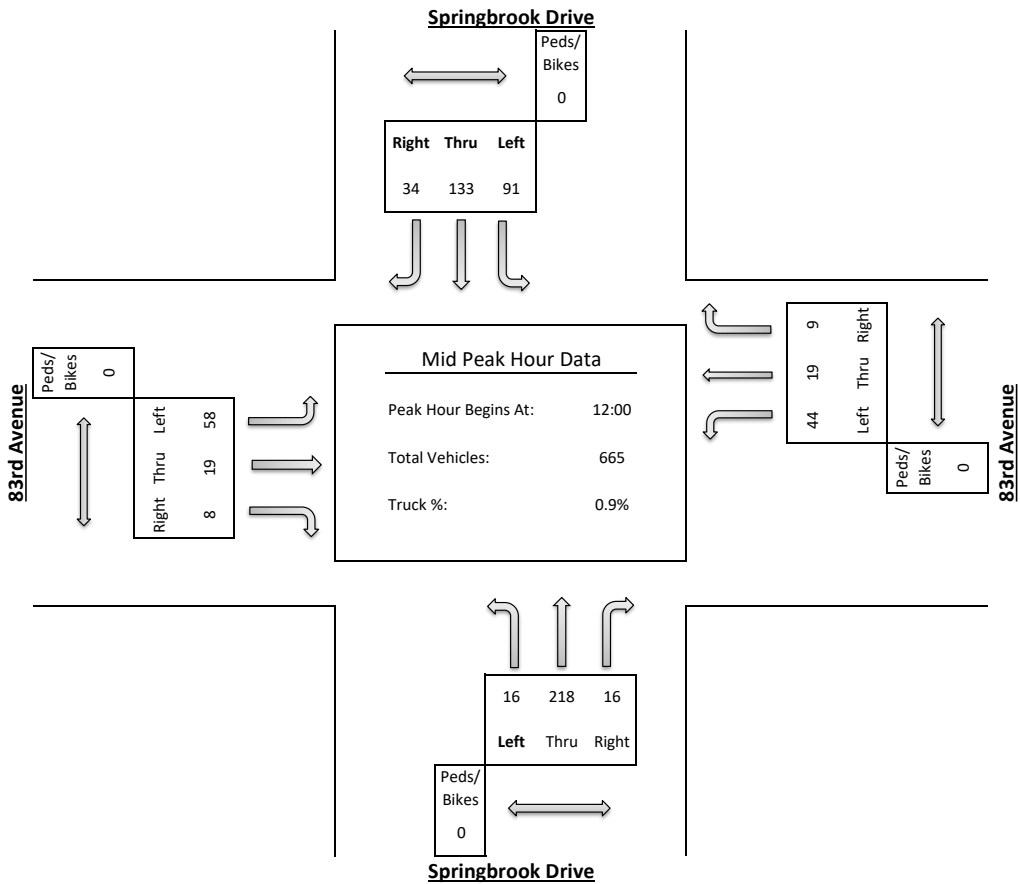 Springbrook Drive
Peds/
Bikes
0
Right Thru Left
34 133 91
83rd Avenue
Peds/
Bikes
0
Left 58
Thru 19
Right 8
Mid Peak Hour Data
Peak Hour Begins At: 12:00
Total Vehicles: 665
Truck %: 0.9%
9 Right
19 Thru
44 Left
Peds/
Bikes
0
83rd Avenue
16 218 16
Left Thru Right
Peds/
Bikes
0
Springbrook Drive